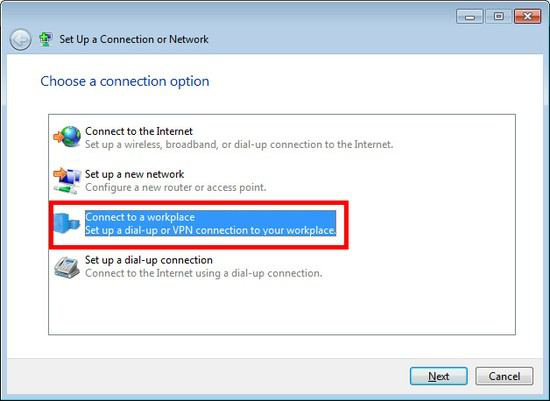 Set Up a Connection or Network
Choose a connection option
Connect to the Internet
Set up a wireless, broadband, or dial-up connection to the Internet.
Set up a new network
Configure a new router or access point.
Connect to a workplace
Set up a dial-up or VPN connection to your workplace.
Set up a dial-up connection
Connect to the Internet using a dial-up connection.
Next
Cancel